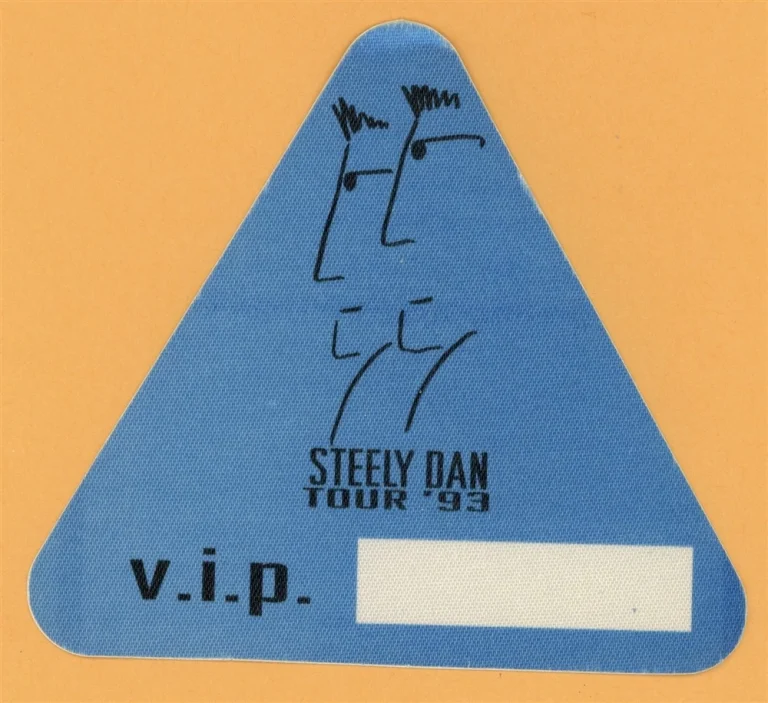 STEELY DAN
TOUR '93
v.i.p.